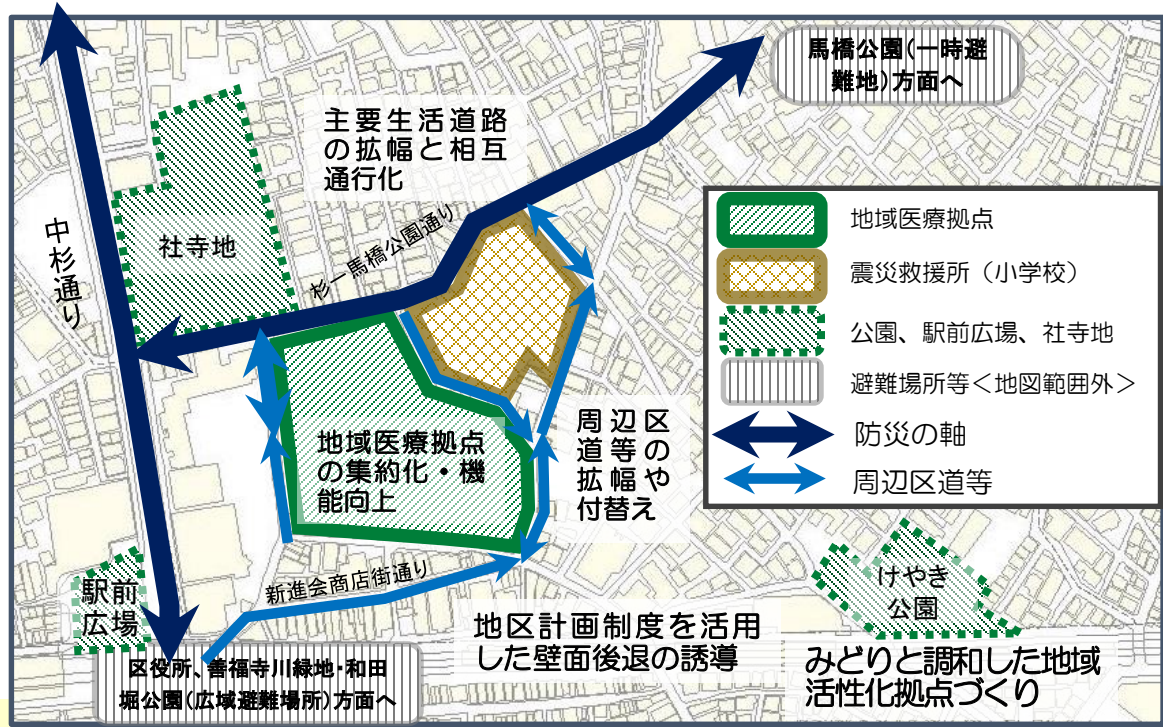 馬橋公園(一時避
難地)方面へ
主要生活道路
の拡幅と相互
通行化
中杉通り
社寺地
杉一馬橋公園通り
地域医療拠点
震災救援所（小学校）
公園、駅前広場、社寺地
避難場所等<地図範囲外>
防災の軸
周辺区道等
地域医療拠点
の集約化・機
能向上
周辺区
道等の
拡幅や
付替え
新進会商店街通り
駅前
広場
けやき
公園
地区計画制度を活用
した壁面後退の誘導
みどりと調和した地域
活性化拠点づくり
区役所、善福寺川緑地・和田
堀公園(広域避難場所)方面へ